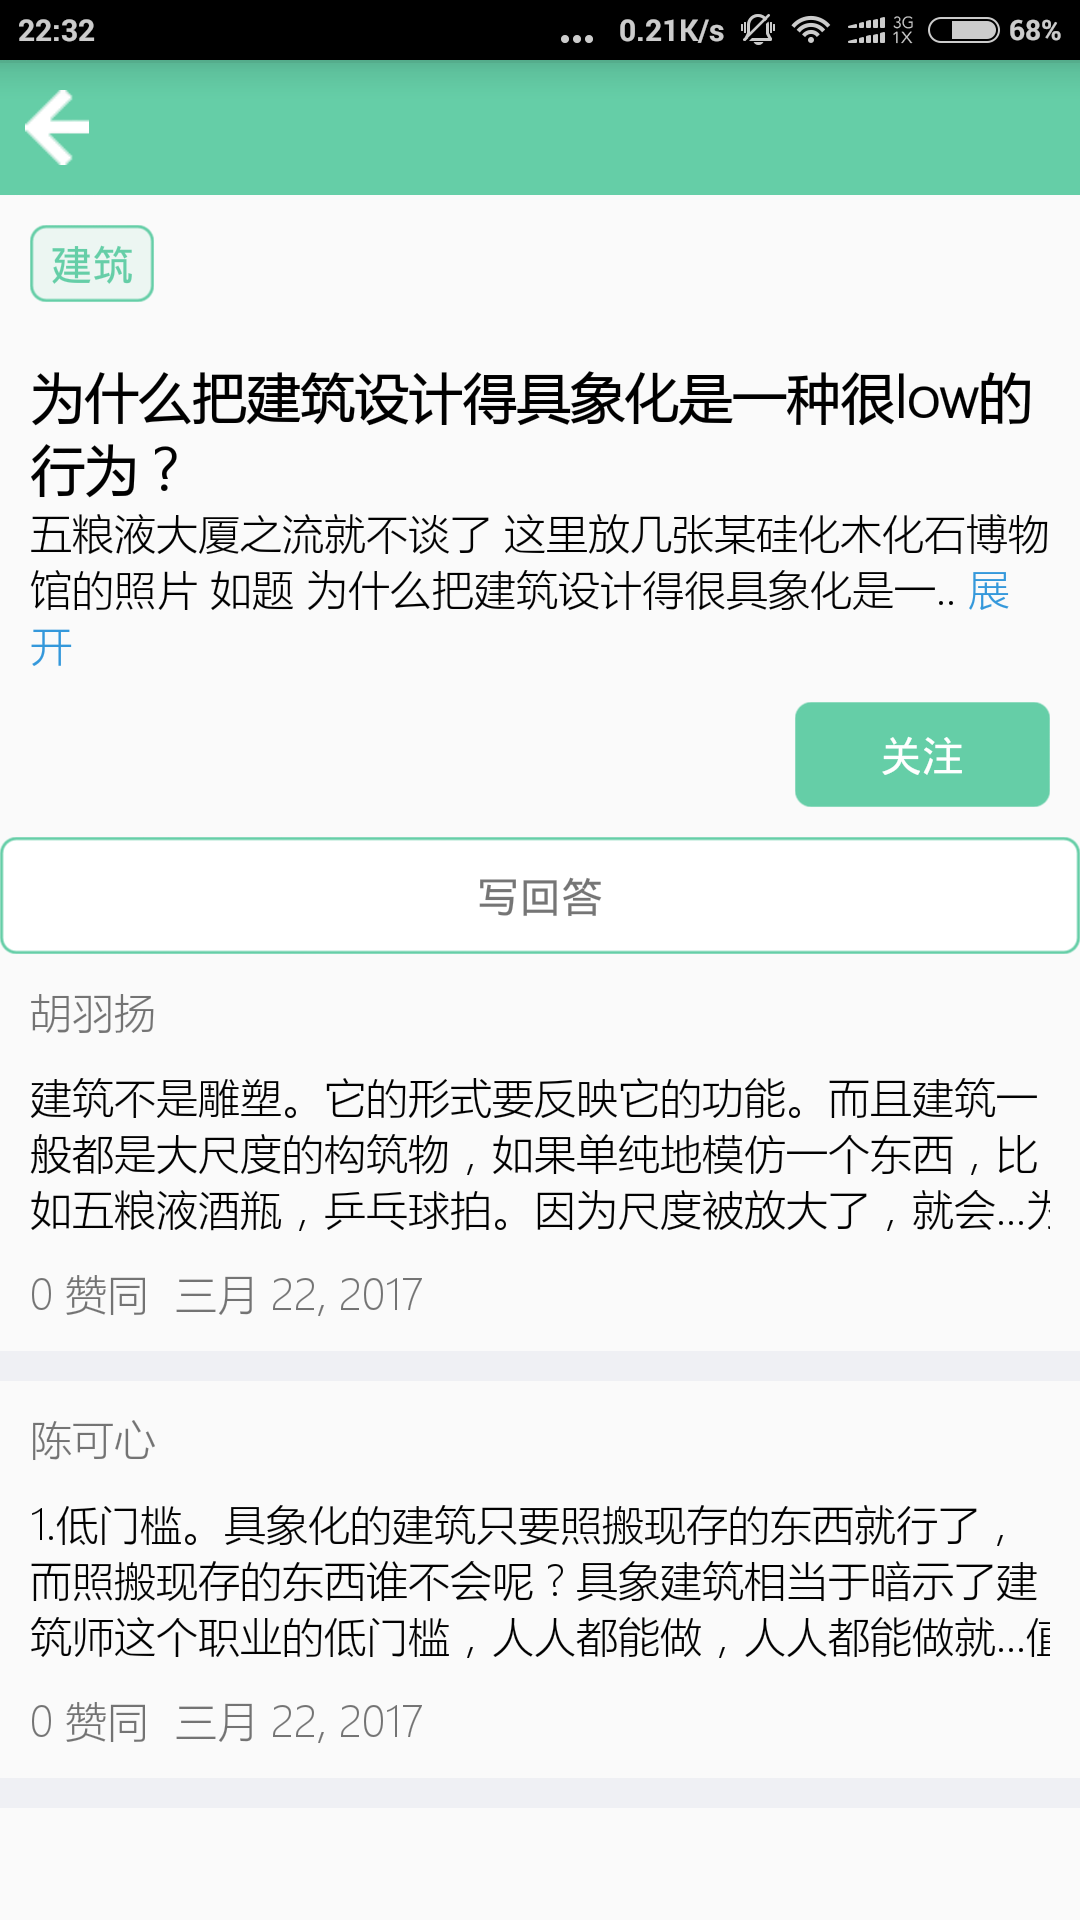 22:32 ... 0.21K/s 3G 1X 68%
建筑
为什么把建筑设计得具象化是一种很low的
行为？
五粮液大厦之流就不谈了 这里放几张某硅化木化石博物
馆的照片 如题 为什么把建筑设计得很具象化是一.. 展
开
关注
写回答
胡羽扬
建筑不是雕塑。它的形式要反映它的功能。而且建筑一
般都是大尺度的构筑物，如果单纯地模仿一个东西，比
如五粮液酒瓶，乒乓球拍。因为尺度被放大了，就会...为
0 赞同 三月 22, 2017
陈可心
1.低门槛。具象化的建筑只要照搬现存的东西就行了，
而照搬现存的东西谁不会呢？具象建筑相当于暗示了建
筑师这个职业的低门槛，人人都能做，人人都能做就...值
0 赞同 三月 22, 2017